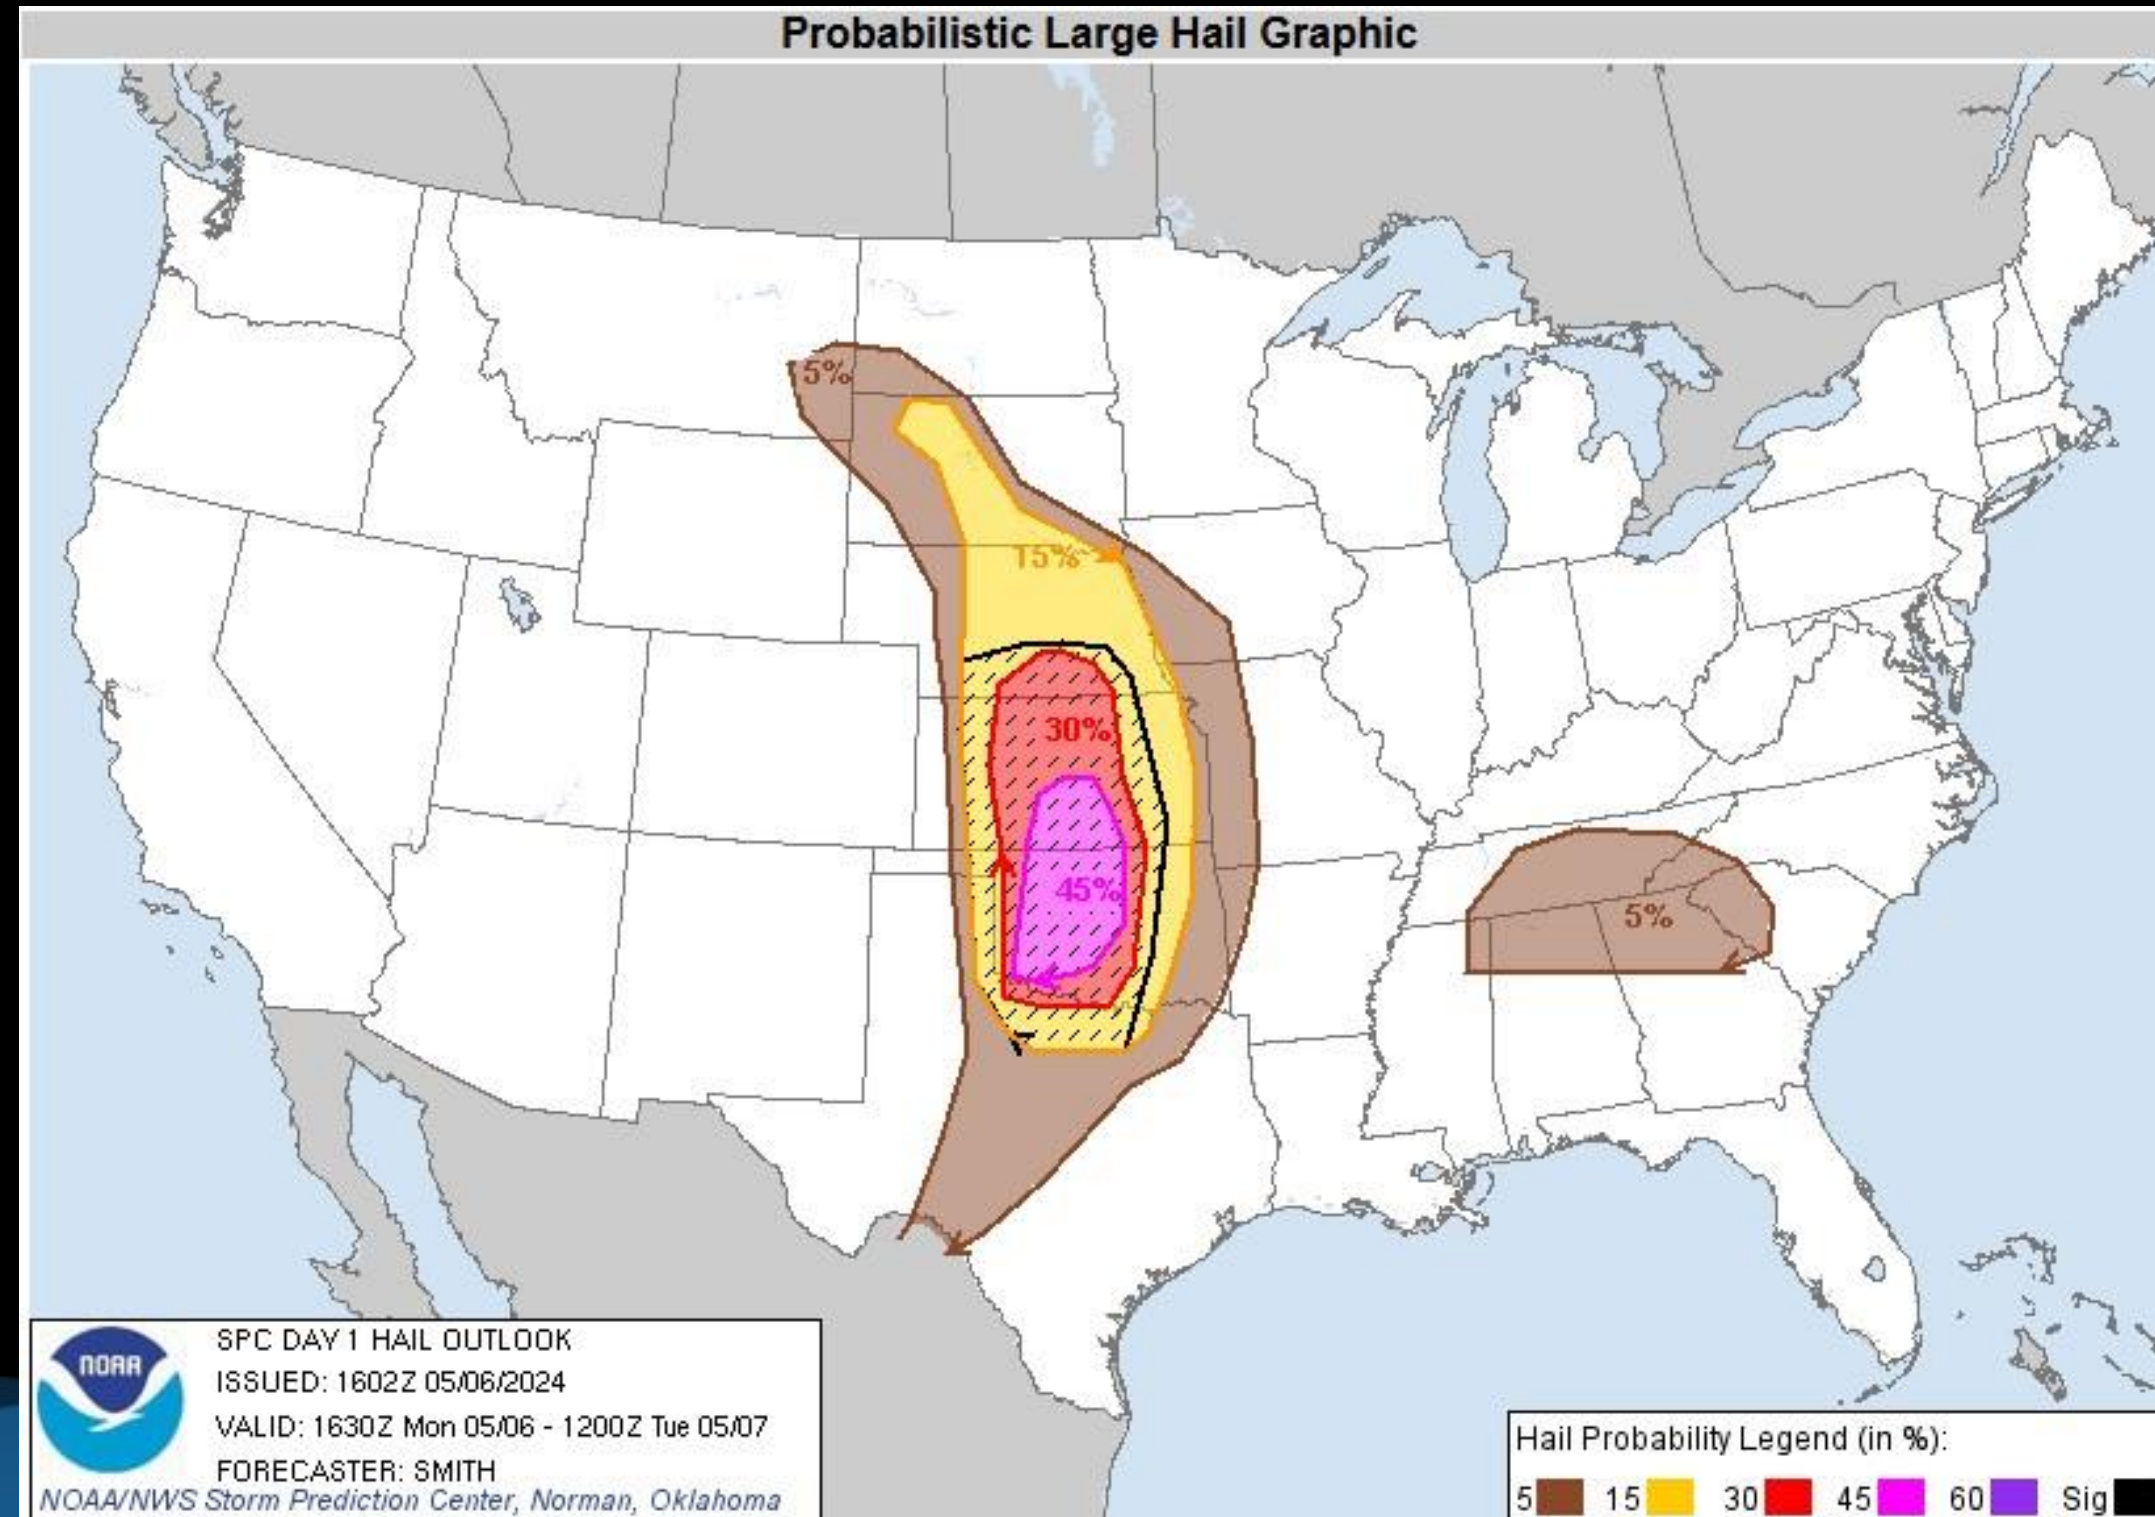 Probabilistic Large Hail Graphic
5%
15%
30%
45%
5%
NOAA
SPC DAY 1 HAIL OUTLOOK
ISSUED: 1602Z 05/06/2024
VALID: 1630Z Mon 05/06 - 1200Z Tue 05/07
FORECASTER: SMITH
NOAA/NWS Storm Prediction Center, Norman, Oklahoma
Hail Probability Legend (in %):
5 15 30 45 60 Sig